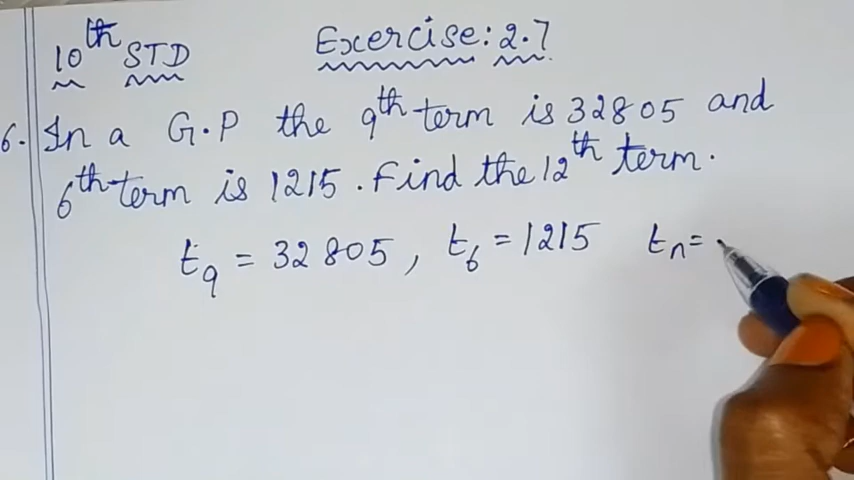 10th STD Exercise: 2.7
6. In a G.P the 9th term is 32805 and
6th term is 1215. Find the 12th term.
t9 = 32805, t6 = 1215 tn=